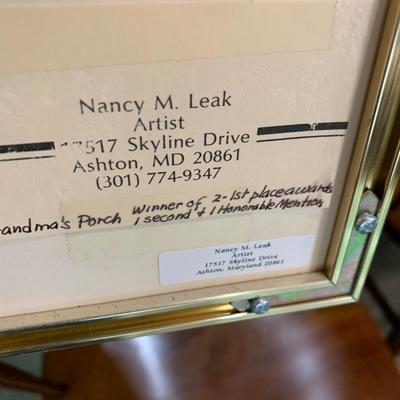 Nancy M. Leak
Artist
17517 Skyline Drive
Ashton, MD 20861
(301) 774-9347
andma's Porch Winner of 2-1st place awards
1 second & 1 Honorable Mention
Nancy M. Leak
Artist
17517 Skyline Drive
Ashton, Maryland 20861